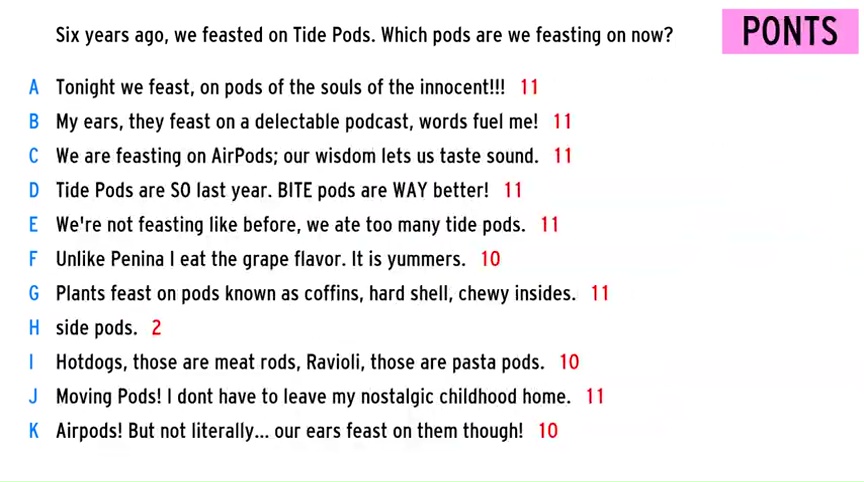 Six years ago, we feasted on Tide Pods. Which pods are we feasting on now?
PONTS
A Tonight we feast, on pods of the souls of the innocent!!! 11
B My ears, they feast on a delectable podcast, words fuel me! 11
C We are feasting on AirPods; our wisdom lets us taste sound. 11
D Tide Pods are SO last year. BITE pods are WAY better! 11
E We're not feasting like before, we ate too many tide pods. 11
F Unlike Penina I eat the grape flavor. It is yummers. 10
G Plants feast on pods known as coffins, hard shell, chewy insides. 11
H side pods. 2
I Hotdogs, those are meat rods, Ravioli, those are pasta pods. 10
J Moving Pods! I dont have to leave my nostalgic childhood home. 11
K Airpods! But not literally... our ears feast on them though! 10